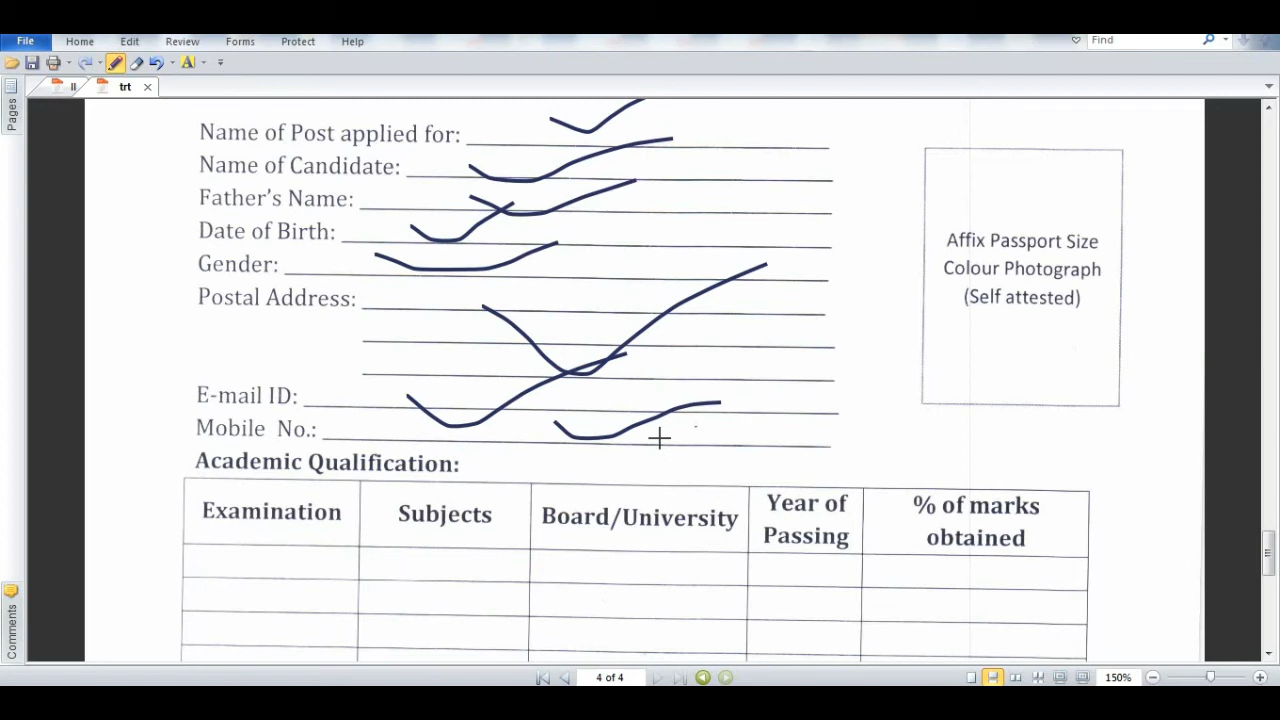 File Home Edit Review Forms Protect Help Find
ll trt
Pages
Name of Post applied for:
Name of Candidate:
Father's Name:
Date of Birth:
Gender:
Postal Address:
E-mail ID:
Mobile No.:
Affix Passport Size
Colour Photograph
(Self attested)
Academic Qualification:
Examination Subjects Board/University Year of Passing % of marks obtained
Comments
4 of 4 150%